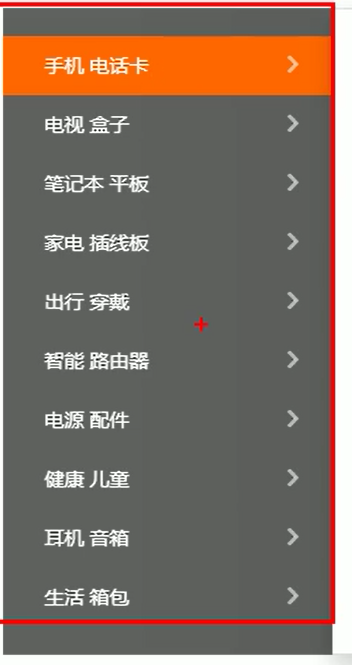 手机 电话卡
电视 盒子
笔记本 平板
家电 插线板
出行 穿戴
智能 路由器
电源 配件
健康 儿童
耳机 音箱
生活 箱包